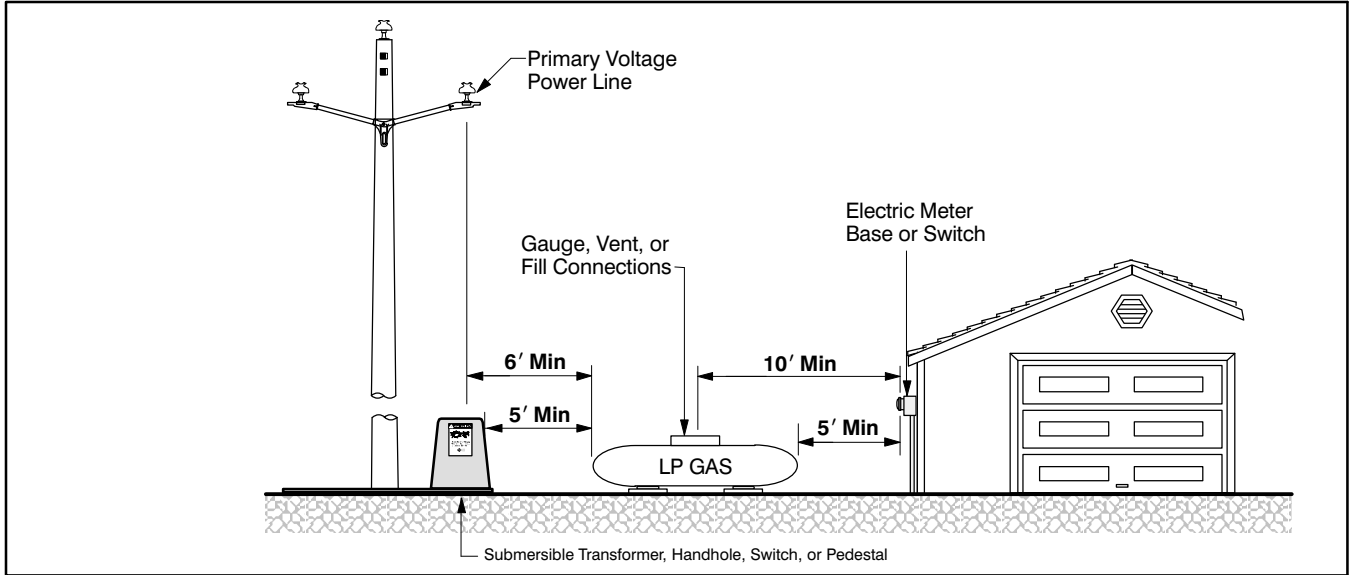 Primary Voltage
Power Line
Electric Meter
Base or Switch
Gauge, Vent, or
Fill Connections
6′ Min
10′ Min
5′ Min
5′ Min
LP GAS
Submersible Transformer, Handhole, Switch, or Pedestal